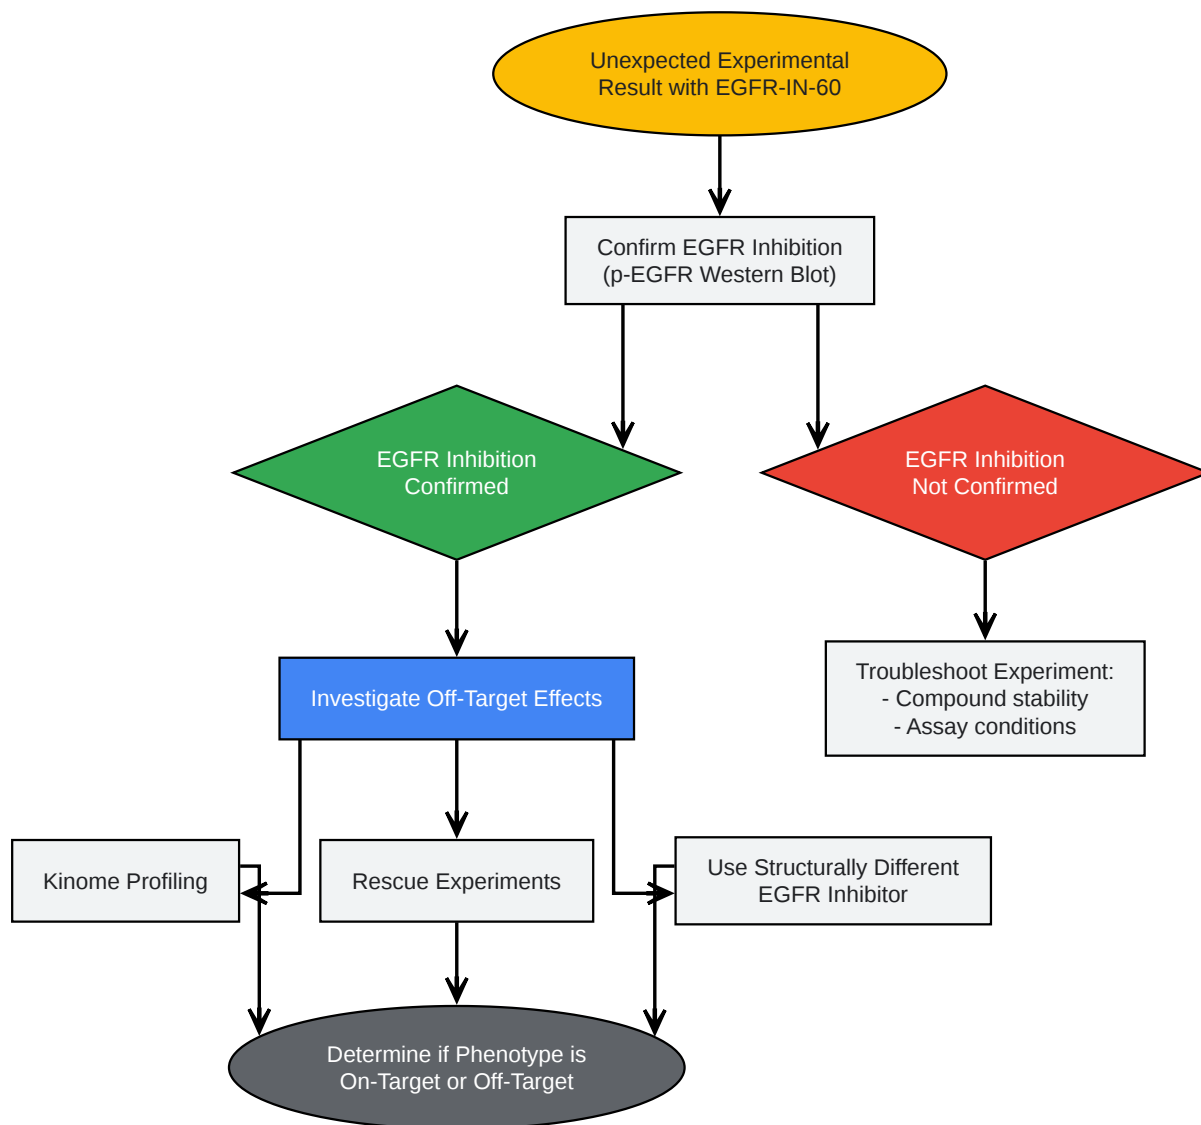 Unexpected Experimental
Result with EGFR-IN-60
Confirm EGFR Inhibition
(p-EGFR Western Blot)
EGFR Inhibition
Confirmed
EGFR Inhibition
Not Confirmed
Investigate Off-Target Effects
Troubleshoot Experiment:
- Compound stability
- Assay conditions
Kinome Profiling
Rescue Experiments
Use Structurally Different
EGFR Inhibitor
Determine if Phenotype is
On-Target or Off-Target